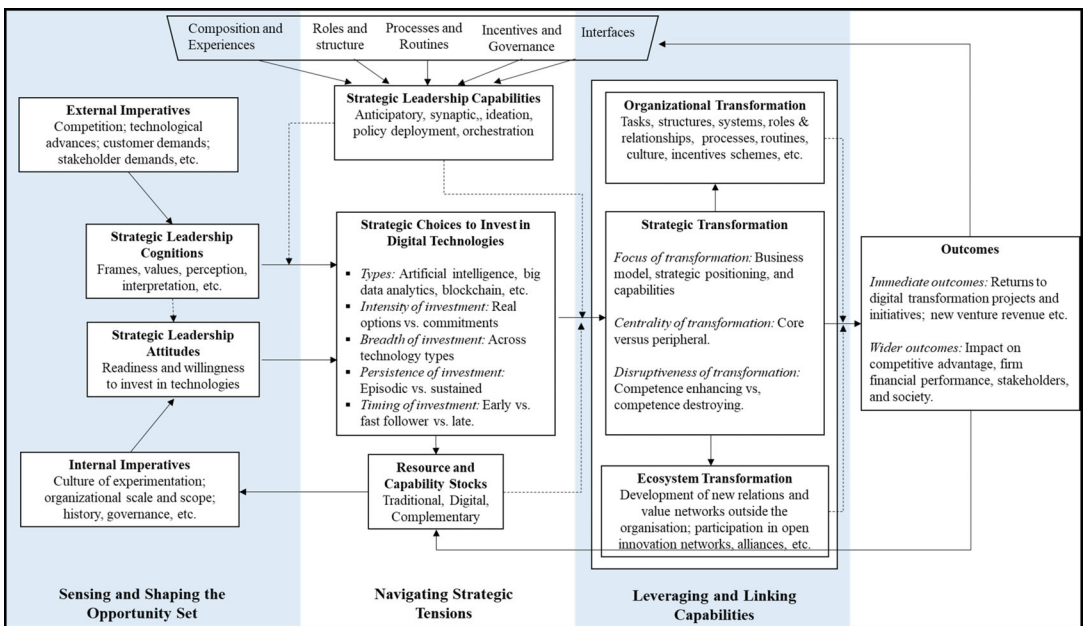 Composition and
Experiences
Roles and
structure
Processes and
Routines
Incentives and
Governance
Interfaces
Strategic Leadership Capabilities
Anticipatory, synaptic,, ideation,
policy deployment, orchestration
External Imperatives
Competition; technological
advances; customer demands;
stakeholder demands, etc.
Strategic Leadership
Cognitions
Frames, values, perception,
interpretation, etc.
Strategic Leadership
Attitudes
Readiness and willingness
to invest in technologies
Internal Imperatives
Culture of experimentation;
organizational scale and scope;
history, governance, etc.
Strategic Choices to Invest in
Digital Technologies
▪ Types: Artificial intelligence, big
data analytics, blockchain, etc.
▪ Intensity of investment: Real
options vs. commitments
▪ Breadth of investment: Across
technology types
▪ Persistence of investment:
Episodic vs. sustained
▪ Timing of investment: Early vs.
fast follower vs. late.
Resource and
Capability Stocks
Traditional, Digital,
Complementary
Organizational Transformation
Tasks, structures, systems, roles &
relationships, processes, routines,
culture, incentives schemes, etc.
Strategic Transformation
Focus of transformation: Business
model, strategic positioning, and
capabilities
Centrality of transformation: Core
versus peripheral.
Disruptiveness of transformation:
Competence enhancing vs,
competence destroying.
Ecosystem Transformation
Development of new relations and
value networks outside the
organisation; participation in open
innovation networks, alliances, etc.
Outcomes
Immediate outcomes: Returns to
digital transformation projects and
initiatives; new venture revenue etc.
Wider outcomes: Impact on
competitive advantage, firm
financial performance, stakeholders,
and society.
Sensing and Shaping the
Opportunity Set
Navigating Strategic
Tensions
Leveraging and Linking
Capabilities